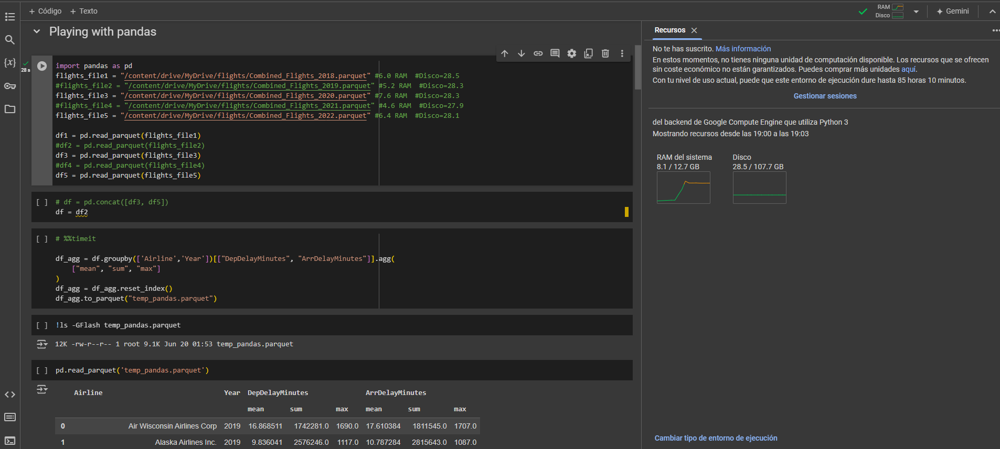 + Código + Texto
RAM
Disco
Gemini
Playing with pandas
28 s
import pandas as pd
flights_file1 = "/content/drive/MyDrive/flights/Combined_Flights_2018.parquet" #6.0 RAM  #Disco=28.5
#flights_file2 = "/content/drive/MyDrive/flights/Combined_Flights_2019.parquet" #5.2 RAM  #Disco=28.3
flights_file3 = "/content/drive/MyDrive/flights/Combined_Flights_2020.parquet" #7.6 RAM  #Disco=28.3
#flights_file4 = "/content/drive/MyDrive/flights/Combined_Flights_2021.parquet" #4.6 RAM  #Disco=27.9
flights_file5 = "/content/drive/MyDrive/flights/Combined_Flights_2022.parquet" #6.4 RAM  #Disco=28.1
df1 = pd.read_parquet(flights_file1)
#df2 = pd.read_parquet(flights_file2)
df3 = pd.read_parquet(flights_file3)
#df4 = pd.read_parquet(flights_file4)
df5 = pd.read_parquet(flights_file5)
[ ] # df = pd.concat([df3, df5])
df = df2
[ ] # %%timeit
df_agg = df.groupby(['Airline','Year'])[["DepDelayMinutes", "ArrDelayMinutes"]].agg(
    ["mean", "sum", "max"]
)
df_agg = df_agg.reset_index()
df_agg.to_parquet("temp_pandas.parquet")
[ ] !ls -GFlash temp_pandas.parquet
12K -rw-r--r-- 1 root 9.1K Jun 20 01:53 temp_pandas.parquet
[ ] pd.read_parquet('temp_pandas.parquet')
Airline Year DepDelayMinutes ArrDelayMinutes
mean sum max mean sum max
0 Air Wisconsin Airlines Corp 2019 16.868511 1742281.0 1690.0 17.610384 1811545.0 1707.0
1 Alaska Airlines Inc. 2019 9.836041 2576246.0 1117.0 10.787284 2815643.0 1087.0
Recursos
No te has suscrito. Más información
En estos momentos, no tienes ninguna unidad de computación disponible. Los recursos que se ofrecen
sin coste económico no están garantizados. Puedes comprar más unidades aquí.
Con tu nivel de uso actual, puede que este entorno de ejecución dure hasta 85 horas 10 minutos.
Gestionar sesiones
del backend de Google Compute Engine que utiliza Python 3
Mostrando recursos desde las 19:00 a las 19:03
RAM del sistema
8.1 / 12.7 GB
Disco
28.5 / 107.7 GB
Cambiar tipo de entorno de ejecución